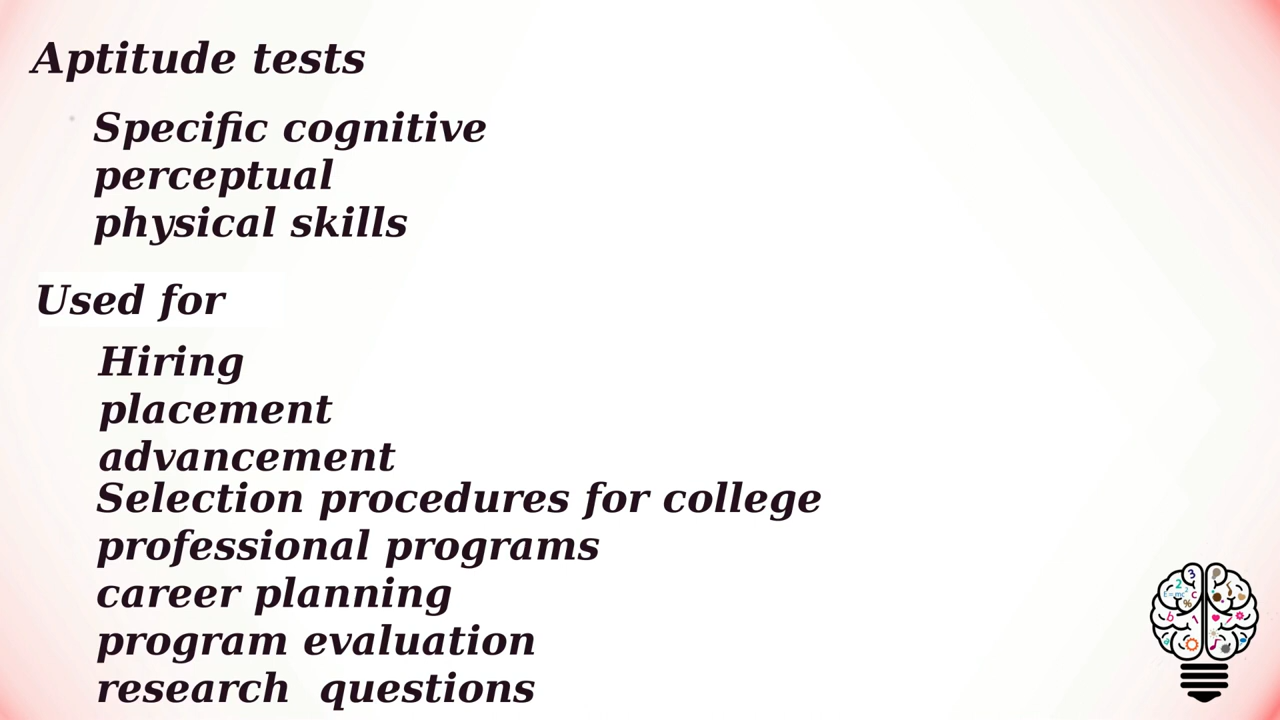 Aptitude tests
Specific cognitive
perceptual
physical skills
Used for
Hiring
placement
advancement
Selection procedures for college
professional programs
career planning
program evaluation
research questions